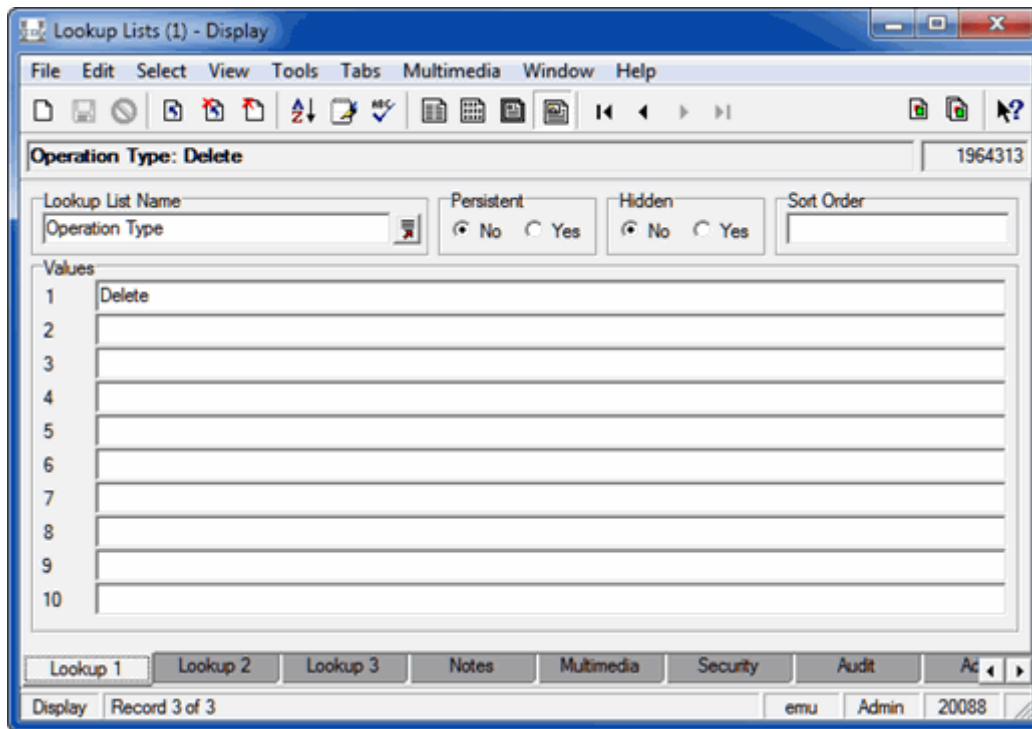 Lookup Lists (1) - Display
File Edit Select View Tools Tabs Multimedia Window Help
Operation Type: Delete 1964313
Lookup List Name Persistent Hidden Sort Order
Operation Type No Yes No Yes
Values
1 Delete
2
3
4
5
6
7
8
9
10
Lookup 1 Lookup 2 Lookup 3 Notes Multimedia Security Audit
Display Record 3 of 3 emu Admin 20088